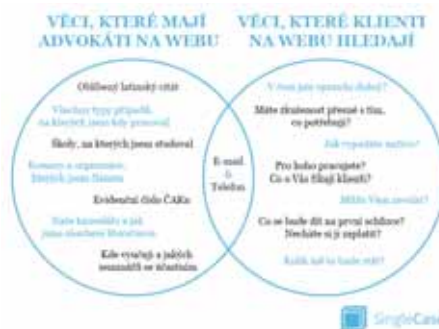 VĚCI, KTERÉ MAJÍ
ADVOKÁTI NA WEBU
VĚCI, KTERÉ KLIENTI
NA WEBU HLEDAJÍ
Oblíbený latinský citát
Všechny typy případů,
na kterých jsem kdy pracoval
Školy, na kterých jsem studoval
Komory a organizace,
kterých jsem členem
Evidenční číslo ČAKu
Naše kanceláře a jak
jsme
Kde vyučuji a jakých
seminářů se účastním
E-mail
&
Telefon
V čem jste opravdu dobrý?
Máte zkušenost přesně s tím,
co potřebuji?
Jak vypadáte naživo?
Pro koho pracujete?
Co o Vás říkají klienti?
Můžu Vám zavolat?
Co se bude dít na první schůzce?
Necháte si ji zaplatit?
Kolik mě to bude stát?
SingleCase